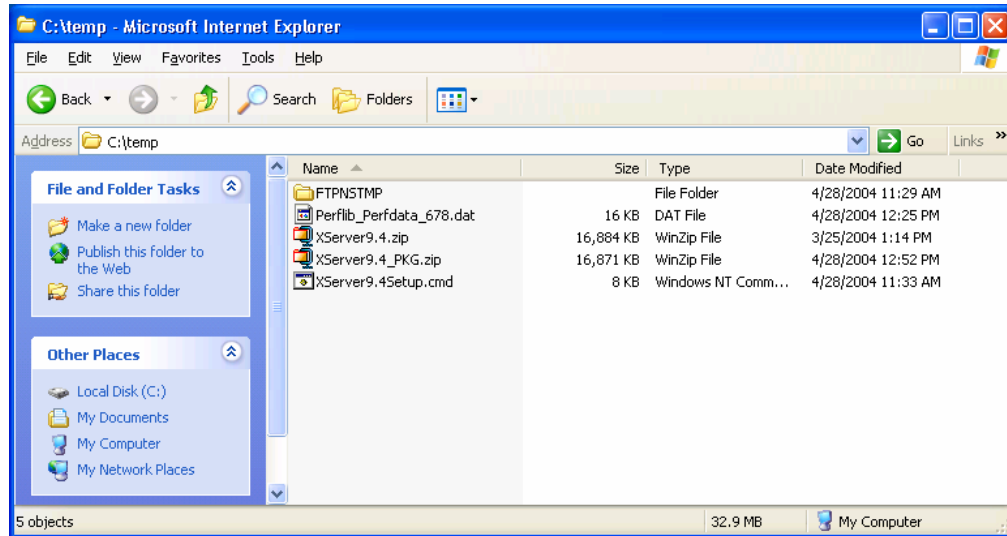 C:\temp - Microsoft Internet Explorer
File Edit View Favorites Tools Help
Back Search Folders
Address C:\temp Go Links »
File and Folder Tasks
Make a new folder
Publish this folder to
the Web
Share this folder
Other Places
Local Disk (C:)
My Documents
My Computer
My Network Places
Name Size Type Date Modified
FTPNSTMP File Folder 4/28/2004 11:29 AM
Perflib_Perfdata_678.dat 16 KB DAT File 4/28/2004 12:25 PM
XServer9.4.zip 16,884 KB WinZip File 3/25/2004 1:14 PM
XServer9.4_PKG.zip 16,871 KB WinZip File 4/28/2004 12:52 PM
XServer9.4Setup.cmd 8 KB Windows NT Comm... 4/28/2004 11:33 AM
5 objects 32.9 MB My Computer